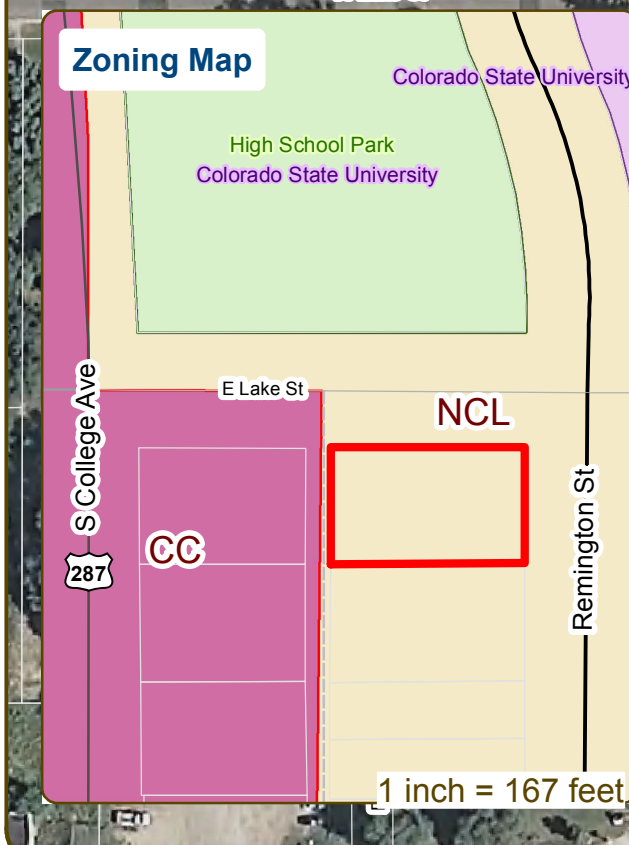 Zoning Map
Colorado State University
High School Park
Colorado State University
E Lake St
NCL
S College Ave
CC
287
Remington St
1 inch = 167 feet